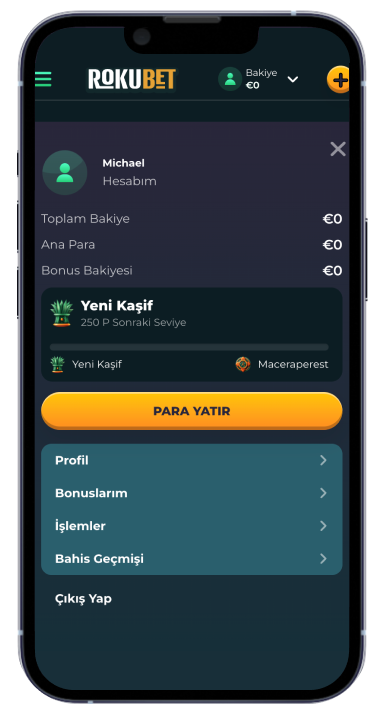 ROKUBET
Bakiye
€0
Michael
Hesabım
Toplam Bakiye €0
Ana Para €0
Bonus Bakiyesi €0
Yeni Kaşif
250 P Sonraki Seviye
Yeni Kaşif Maceraperest
PARA YATIR
Profil
Bonuslarım
İşlemler
Bahis Geçmişi
Çıkış Yap